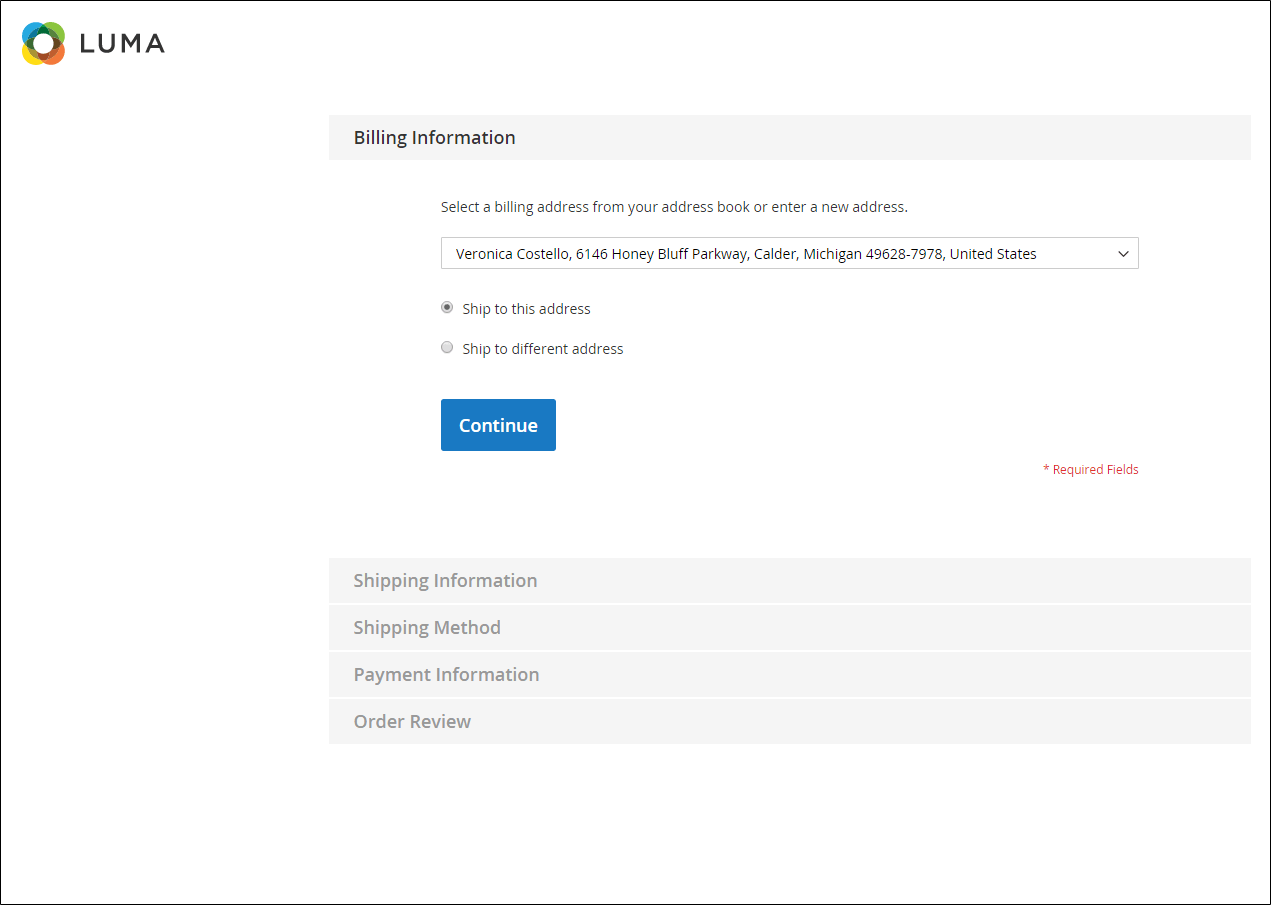 LUMA
Billing Information
Select a billing address from your address book or enter a new address.
Veronica Costello, 6146 Honey Bluff Parkway, Calder, Michigan 49628-7978, United States
Ship to this address
Ship to different address
Continue
* Required Fields
Shipping Information
Shipping Method
Payment Information
Order Review